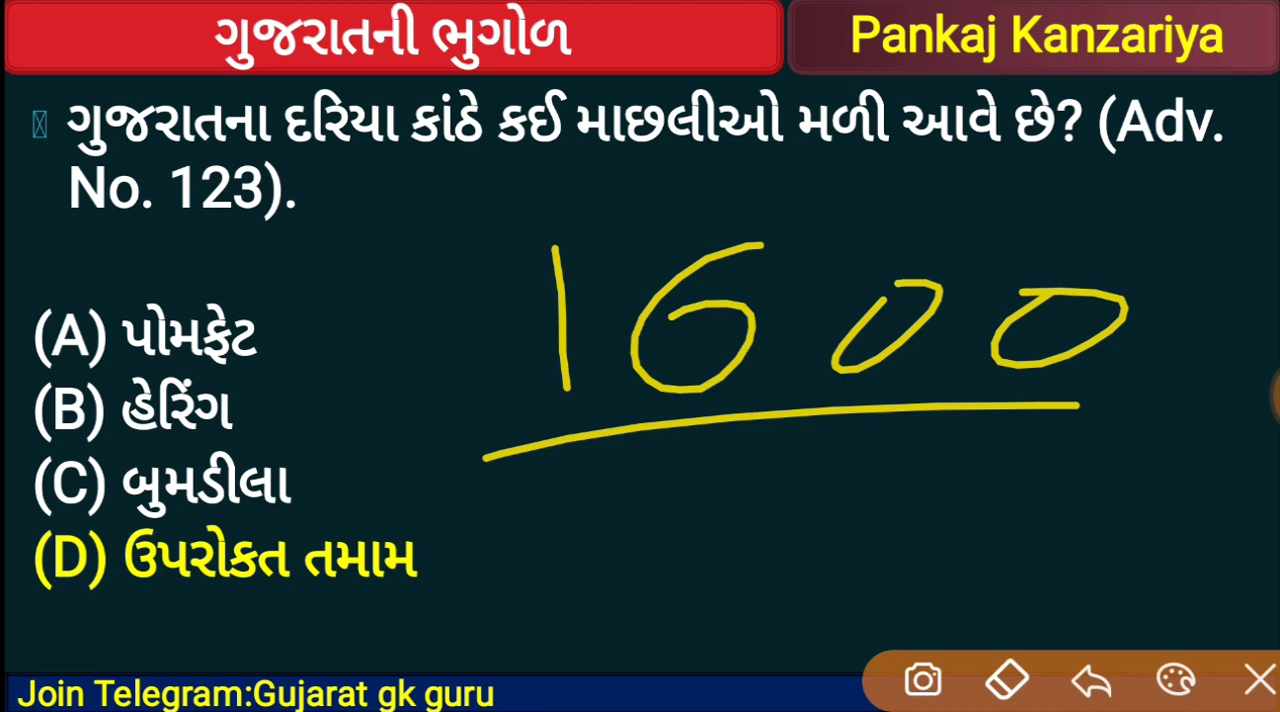 ગુજરાતની ભુગોળ
Pankaj Kanzariya
ગુજરાતના દરિયા કાંઠે કઈ માછલીઓ મળી આવે છે? (Adv.
No. 123).
1600
(A) પોમફ્રેટ
(B) હેરિંગ
(C) બુમડીલા
(D) ઉપરોકત તમામ
Join Telegram:Gujarat gk guru